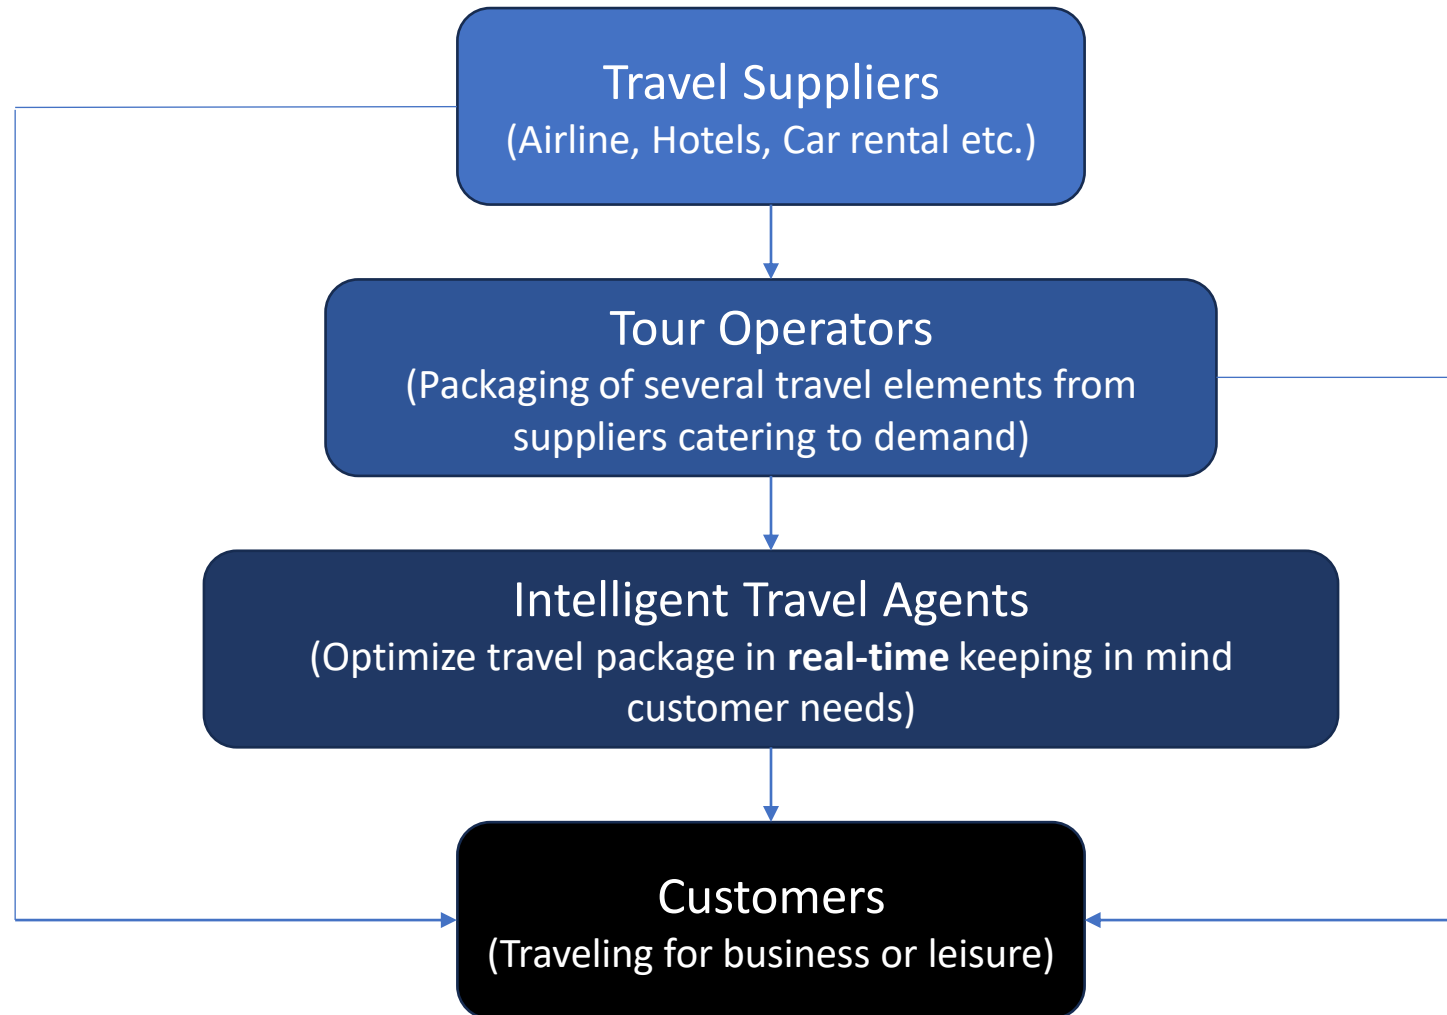 Travel Suppliers
(Airline, Hotels, Car rental etc.)
Tour Operators
(Packaging of several travel elements from
suppliers catering to demand)
Intelligent Travel Agents
(Optimize travel package in real-time keeping in mind
customer needs)
Customers
(Traveling for business or leisure)